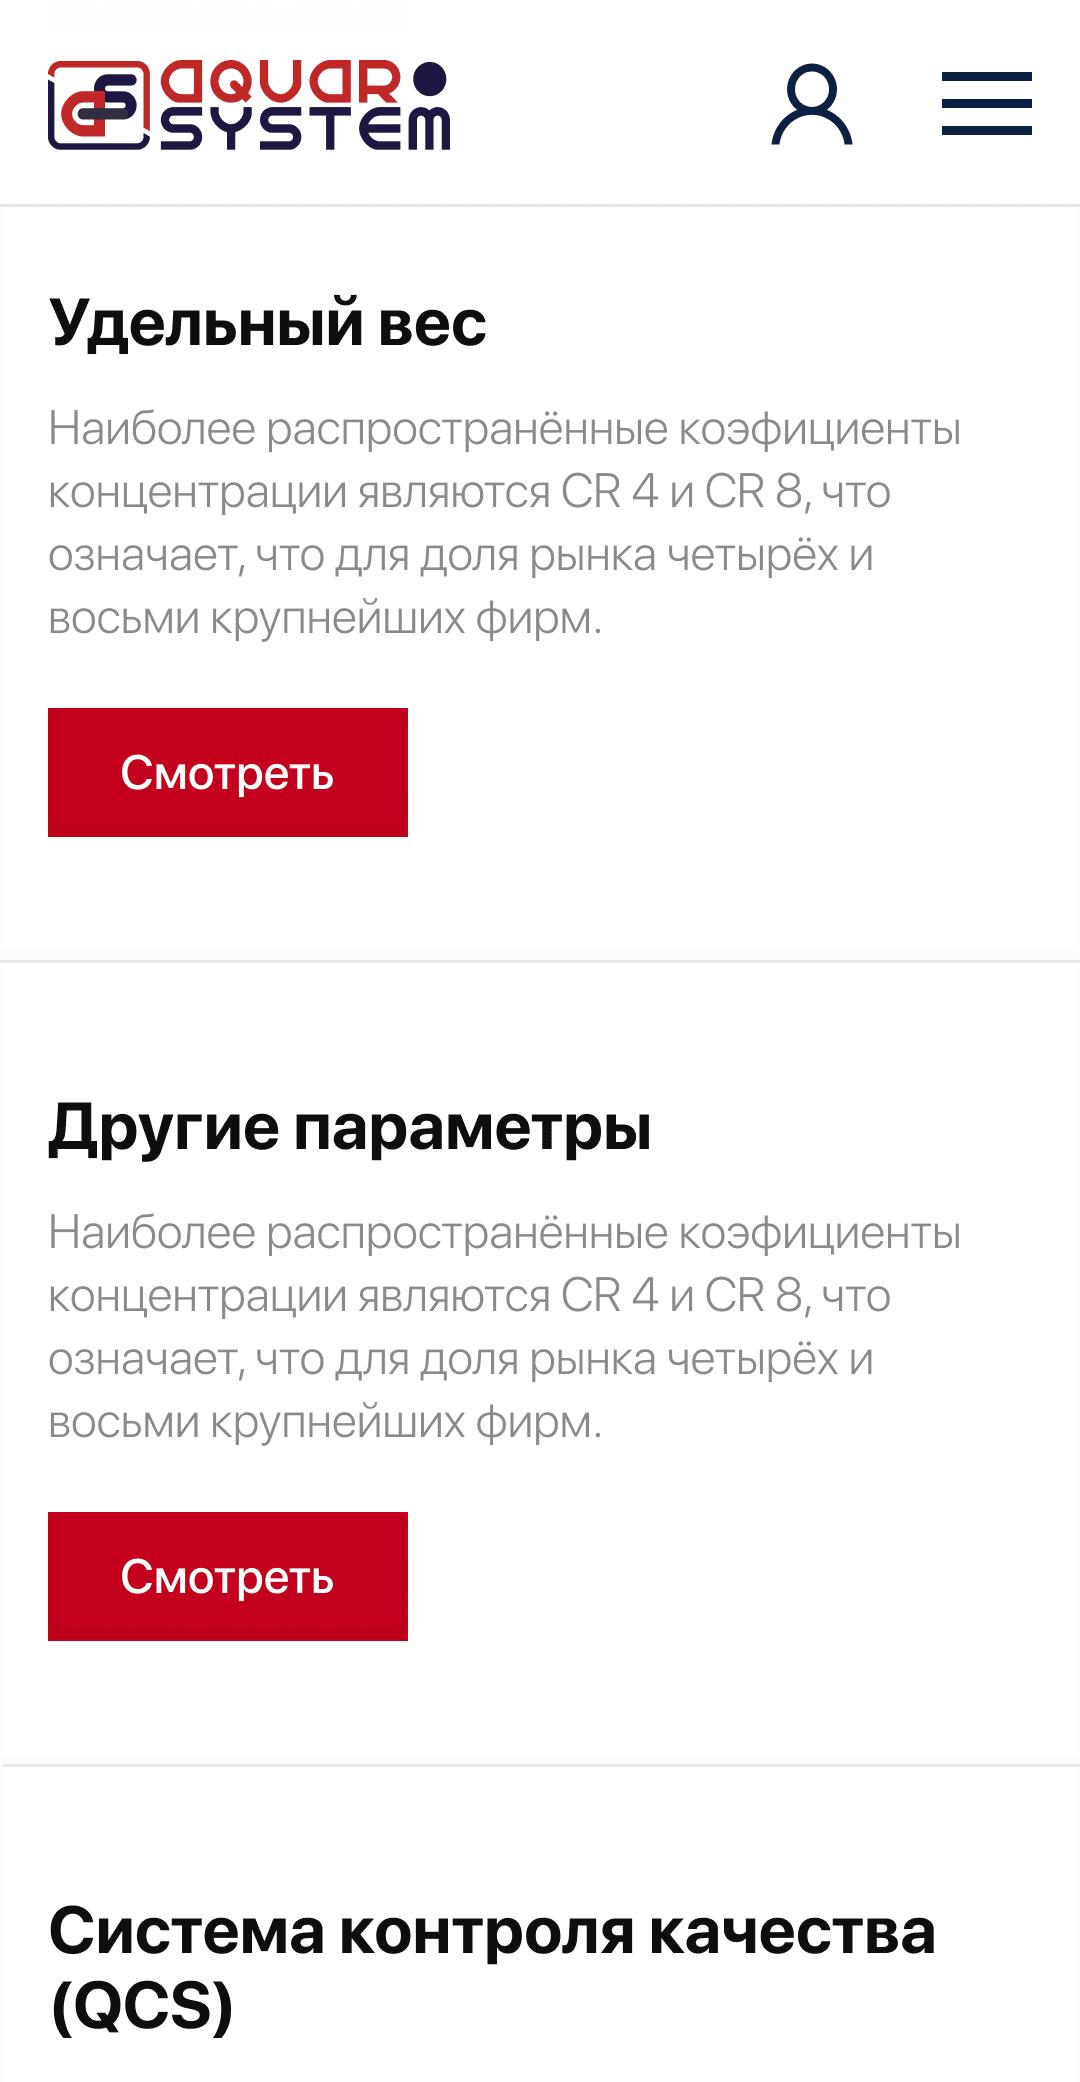 AQUAR
SYSTEM
Удельный вес
Наиболее распространённые коэфициенты
концентрации являются CR 4 и CR 8, что
означает, что для доля рынка четырёх и
восьми крупнейших фирм.
Смотреть
Другие параметры
Наиболее распространённые коэфициенты
концентрации являются CR 4 и CR 8, что
означает, что для доля рынка четырёх и
восьми крупнейших фирм.
Смотреть
Система контроля качества
(QCS)